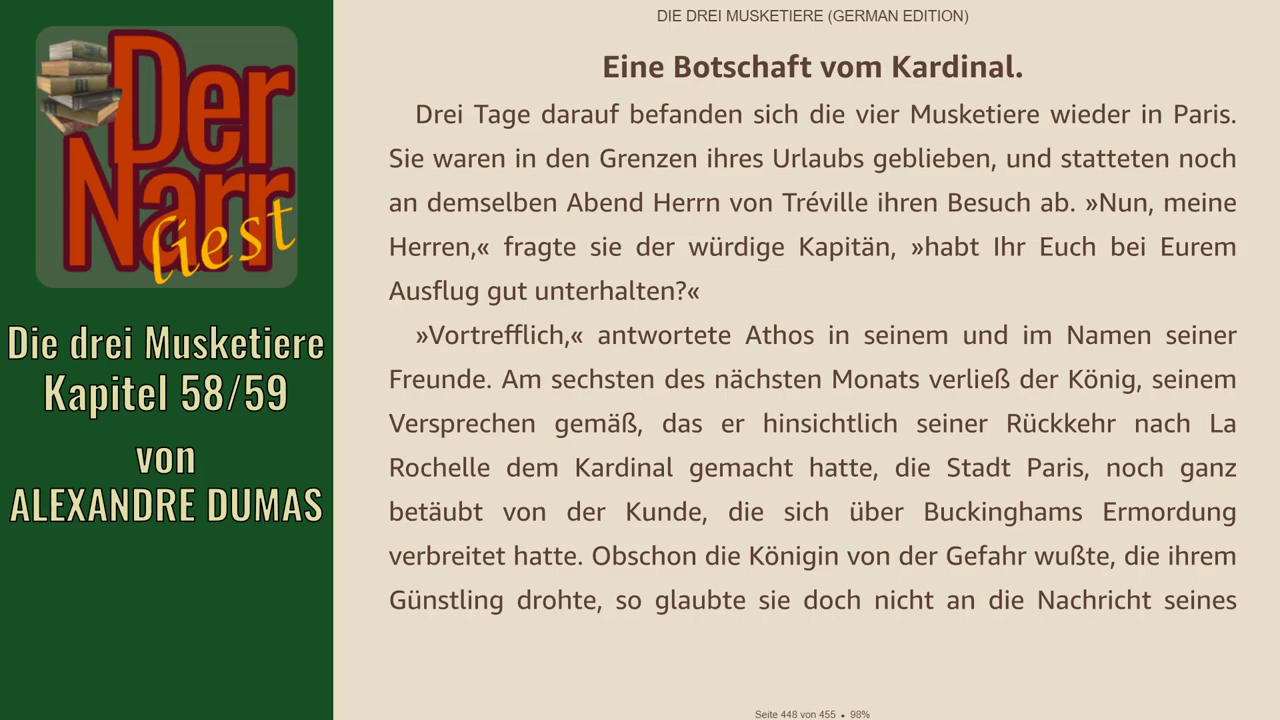 Der
Narr
liest
Die drei Musketiere
Kapitel 58/59
von
ALEXANDRE DUMAS
DIE DREI MUSKETIERE (GERMAN EDITION)
Eine Botschaft vom Kardinal.
Drei Tage darauf befanden sich die vier Musketiere wieder in Paris.
Sie waren in den Grenzen ihres Urlaubs geblieben, und statteten noch
an demselben Abend Herrn von Tréville ihren Besuch ab. »Nun, meine
Herren,« fragte sie der würdige Kapitän, »habt Ihr Euch bei Eurem
Ausflug gut unterhalten?«
»Vortrefflich,« antwortete Athos in seinem und im Namen seiner
Freunde. Am sechsten des nächsten Monats verließ der König, seinem
Versprechen gemäß, das er hinsichtlich seiner Rückkehr nach La
Rochelle dem Kardinal gemacht hatte, die Stadt Paris, noch ganz
betäubt von der Kunde, die sich über Buckinghams Ermordung
verbreitet hatte. Obschon die Königin von der Gefahr wußte, die ihrem
Günstling drohte, so glaubte sie doch nicht an die Nachricht seines
Seite 448 von 455 • 98%